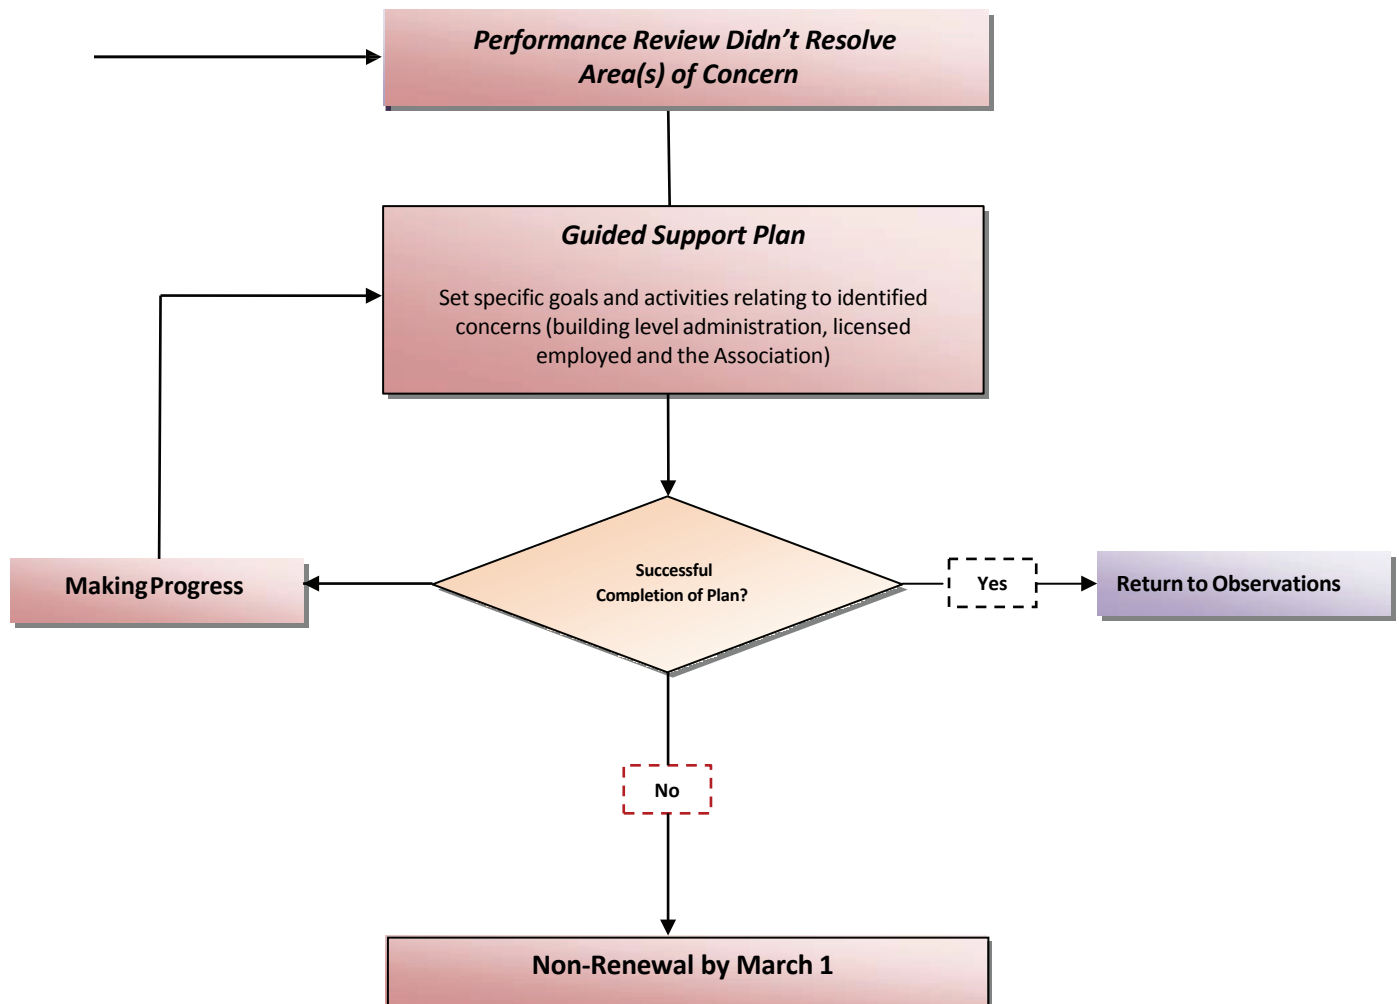 Performance Review Didn’t Resolve
Area(s) of Concern
Guided Support Plan
Set specific goals and activities relating to identified
concerns (building level administration, licensed
employed and the Association)
Making Progress
Successful
Completion of Plan?
Yes
Return to Observations
No
Non-Renewal by March 1